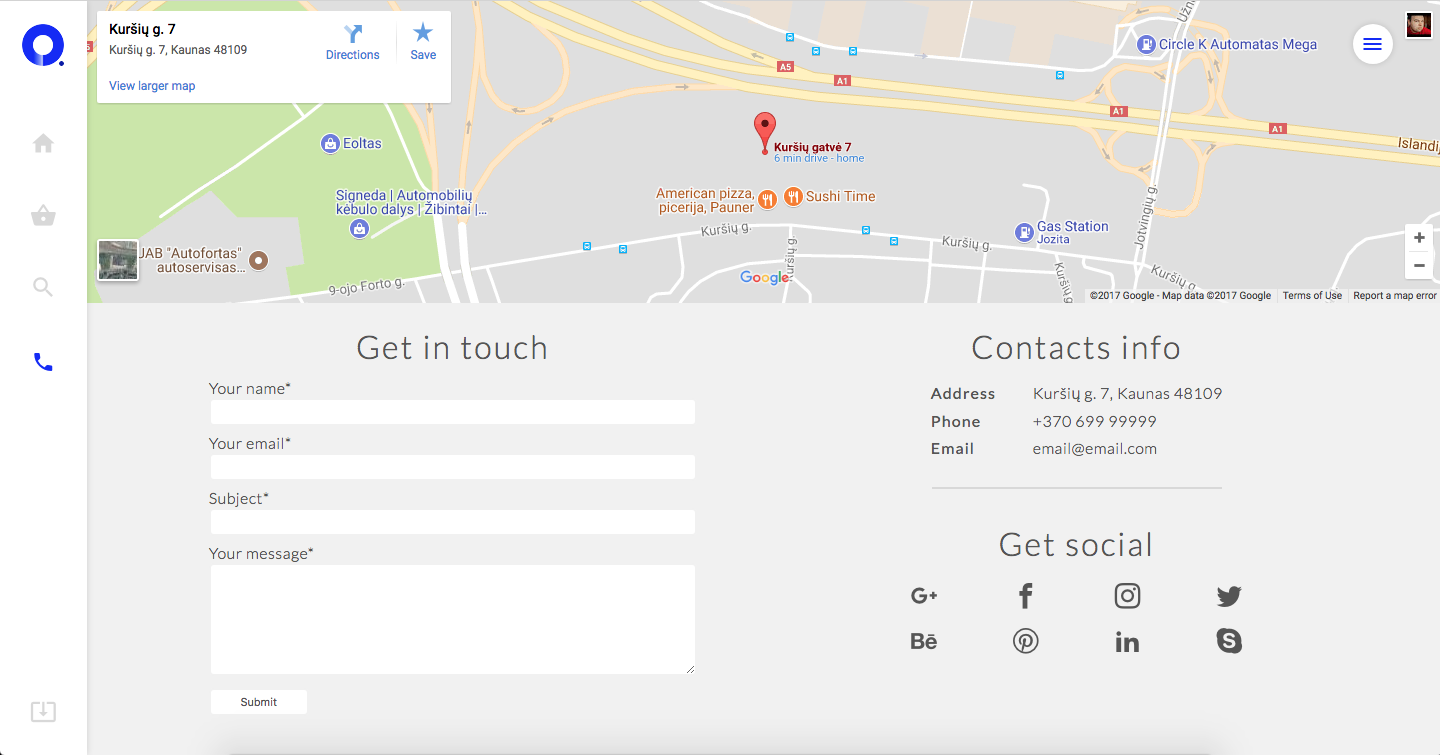 Kuršių g. 7
Kuršių g. 7, Kaunas 48109
Directions
Save
View larger map
Circle K Automatas Mega
Užn
A5
A1
A1
A1
5
Islandij
Eoltas
Kuršių gatvė 7
6 min drive - home
Signeda | Automobilių
kėbulo dalys | Žibintai |...
American pizza,
picerija, Pauner
Sushi Time
Jotvingių g.
Gas Station
Jozita
Kuršių g.
Kuršių g.
Kuršių g.
Kuršių g.
Kuršių g.
JAB "Autofortas"
autoservisas...
9-ojo Forto g.
Google
+
−
©2017 Google - Map data ©2017 Google
Terms of Use
Report a map error
Get in touch
Your name*
Your email*
Subject*
Your message*
Submit
Contacts info
Address Kuršių g. 7, Kaunas 48109
Phone +370 699 99999
Email email@email.com
Get social
G+
f
Bē
in
S